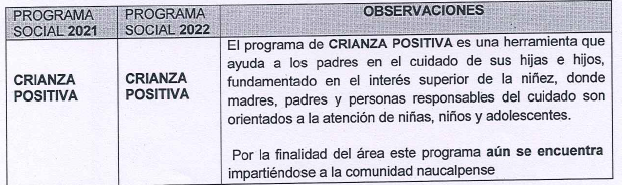 PROGRAMA SOCIAL 2021
PROGRAMA SOCIAL 2022
OBSERVACIONES
CRIANZA POSITIVA
CRIANZA POSITIVA
El programa de CRIANZA POSITIVA es una herramienta que
ayuda a los padres en el cuidado de sus hijas e hijos,
fundamentado en el interés superior de la niñez, donde
madres, padres y personas responsables del cuidado son
orientados a la atención de niñas, niños y adolescentes.
Por la finalidad del área este programa aún se encuentra
impartiéndose a la comunidad naucalpense